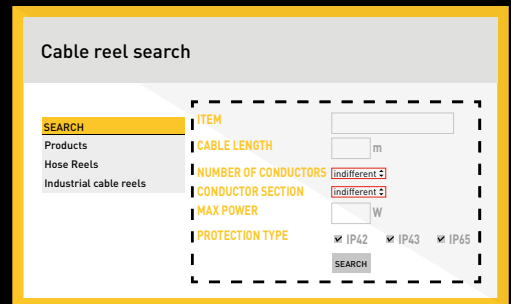 Cable reel search
SEARCH
Products
Hose Reels
Industrial cable reels
ITEM
CABLE LENGTH m
NUMBER OF CONDUCTORS indifferent
CONDUCTOR SECTION indifferent
MAX POWER W
PROTECTION TYPE IP42 IP43 IP65
SEARCH